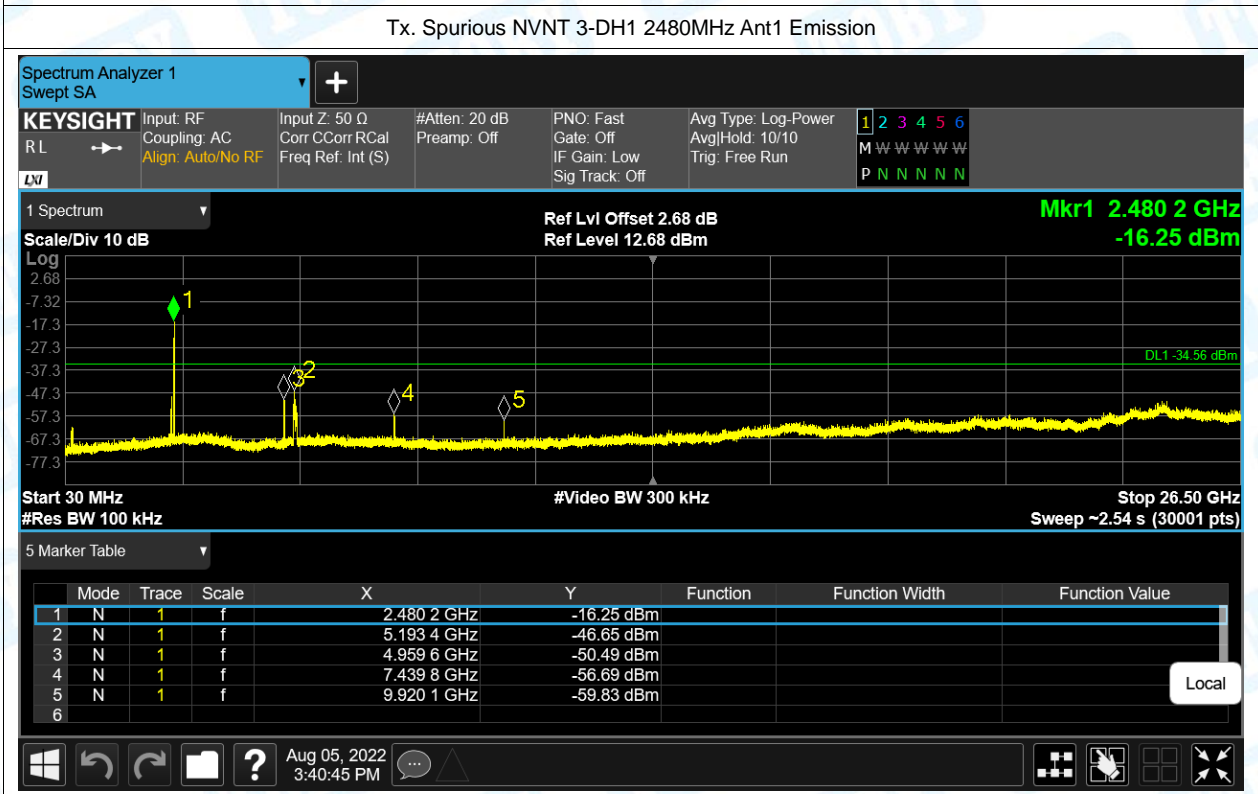 Tx. Spurious NVNT 3-DH1 2480MHz Ant1 Emission
Spectrum Analyzer 1
Swept SA
KEYSIGHT
R L
LXI
Input: RF
Coupling: AC
Align: Auto/No RF
Input Z: 50 Ω
Corr CCorr RCal
Freq Ref: Int (S)
#Atten: 20 dB
Preamp: Off
PNO: Fast
Gate: Off
IF Gain: Low
Sig Track: Off
Avg Type: Log-Power
Avg|Hold: 10/10
Trig: Free Run
1 2 3 4 5 6
M W W W W W
P N N N N N
1 Spectrum
Scale/Div 10 dB
Ref Lvl Offset 2.68 dB
Ref Level 12.68 dBm
Mkr1 2.480 2 GHz
-16.25 dBm
Log
2.68
-7.32
-17.3
-27.3
-37.3
-47.3
-57.3
-67.3
-77.3
1
2
3
4
5
DL1 -34.56 dBm
Start 30 MHz
#Video BW 300 kHz
Stop 26.50 GHz
#Res BW 100 kHz
Sweep ~2.54 s (30001 pts)
5 Marker Table
Mode Trace Scale X Y Function Function Width Function Value
1 N 1 f 2.480 2 GHz -16.25 dBm
2 N 1 f 5.193 4 GHz -46.65 dBm
3 N 1 f 4.959 6 GHz -50.49 dBm
4 N 1 f 7.439 8 GHz -56.69 dBm
5 N 1 f 9.920 1 GHz -59.83 dBm
6
Local
Aug 05, 2022
3:40:45 PM